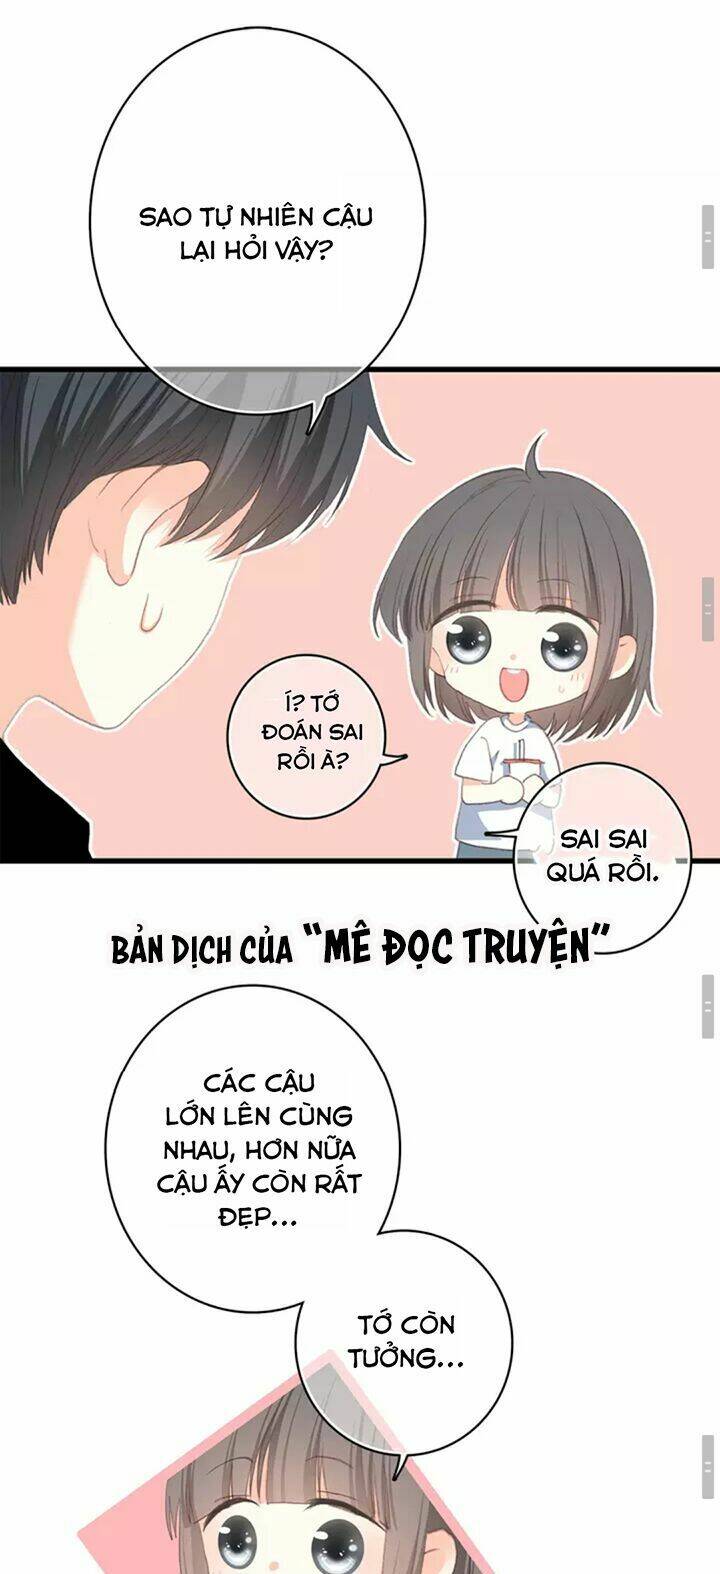 SAO TỰ NHIÊN CẬU
LẠI HỎI VẬY?
Í? TỚ
ĐOÁN SAI
RỒI À?
SAI SAI
QUÁ RỒI.
BẢN DỊCH CỦA "MÊ ĐỌC TRUYỆN"
CÁC CẬU
LỚN LÊN CÙNG
NHAU, HƠN NỮA
CẬU ẤY CÒN RẤT
ĐẸP...
TỚ CÒN
TƯỞNG...